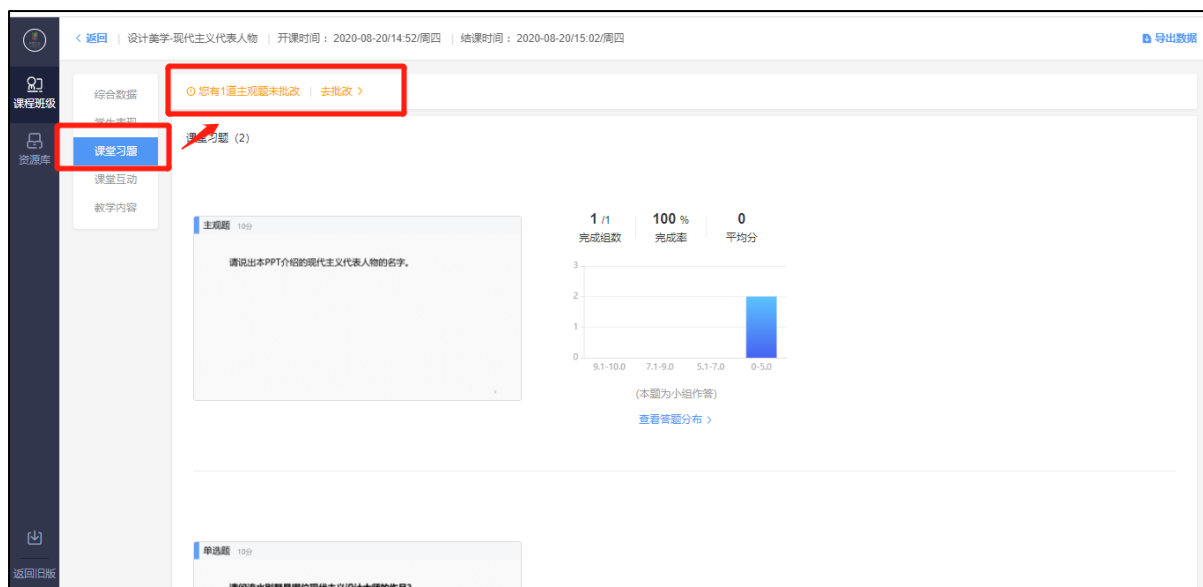 < 返回 | 设计美学-现代主义代表人物 | 开课时间： 2020-08-20/14:52/周四 | 结课时间： 2020-08-20/15:02/周四
导出数据
课程班级
资源库
返回旧版
综合数据
学生表现
课堂习题
课堂互动
教学内容
您有1道主观题未批改 | 去批改 >
课堂习题（2）
主观题 10分
请说出本PPT介绍的现代主义代表人物的名字。
1 /1 100 % 0
完成组数 完成率 平均分
3
2
1
0
9.1-10.0 7.1-9.0 5.1-7.0 0-5.0
(本题为小组作答)
查看答题分布 >
单选题 10分